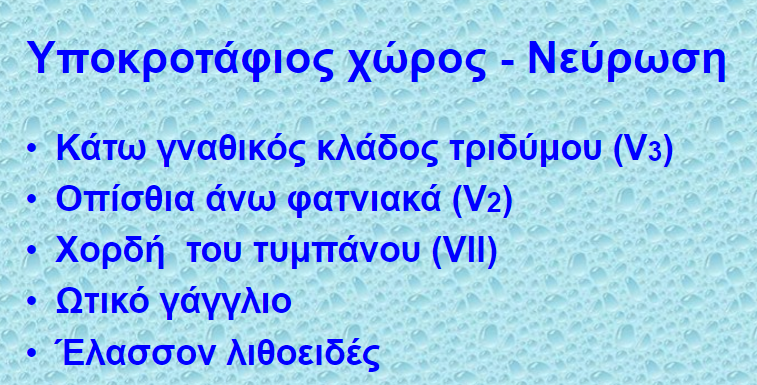 Υποκροτάφιος χώρος - Νεύρωση
• Κάτω γναθικός κλάδος τριδύμου (V3)
• Οπίσθια άνω φατνιακά (V2)
• Χορδή του τυμπάνου (VII)
• Ωτικό γάγγλιο
• Έλασσον λιθοειδές